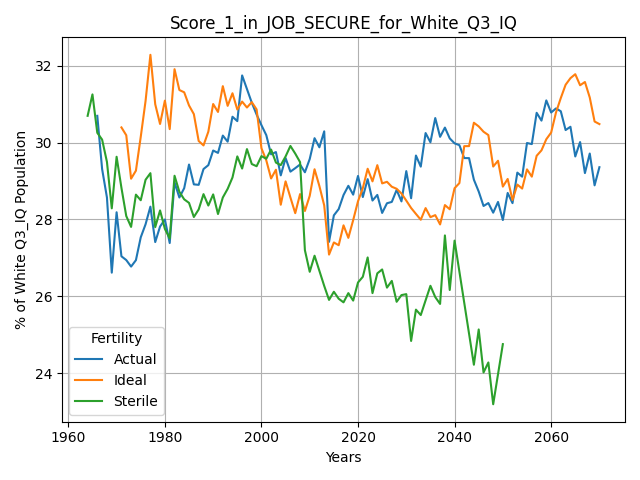 Score_1_in_JOB_SECURE_for_White_Q3_IQ
% of White Q3_IQ Population
32
30
28
26
24
Fertility
Actual
Ideal
Sterile
1960 1980 2000 2020 2040 2060
Years